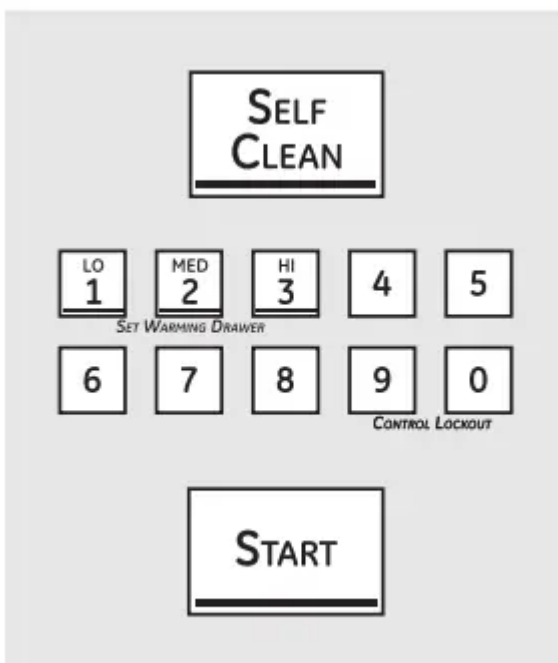 SELF
CLEAN
LO MED HI
1 2 3 4 5
SET WARMING DRAWER
6 7 8 9 0
CONTROL LOCKOUT
START